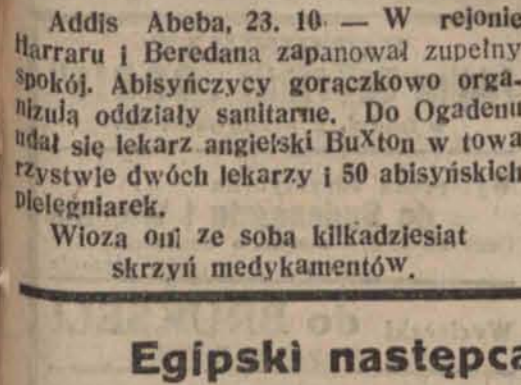 Addis Abeba, 23. 10. — W rejonie
Harraru i Beredana zapanował zupełny
spokój. Abisyńczycy gorączkowo orga-
nizują oddziały sanitarne. Do Ogadenu
udał się lekarz angielski BuXton w towa
rzystwie dwóch lekarzy i 50 abisyńskich
pielęgniarek.
Wiozą oni ze sobą kilkadziesiąt
skrzyń medykamentów.
Egipski następca